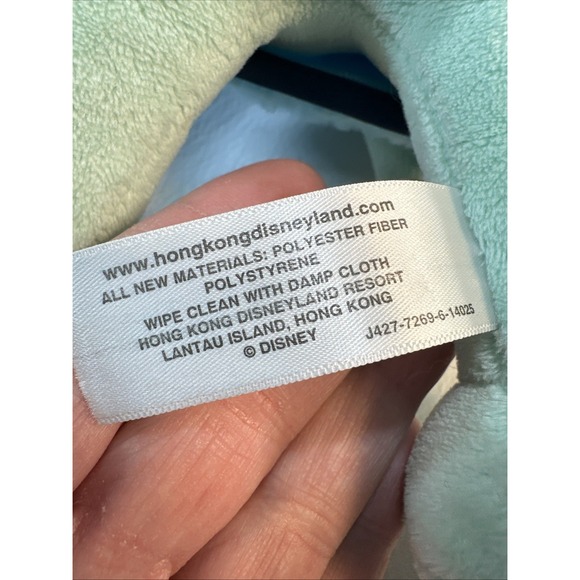 www.hongkongdisneyland.com
ALL NEW MATERIALS: POLYESTER FIBER
POLYSTYRENE
WIPE CLEAN WITH DAMP CLOTH
HONG KONG DISNEYLAND RESORT
LANTAU ISLAND, HONG KONG
© DISNEY
J427-7269-6-14025